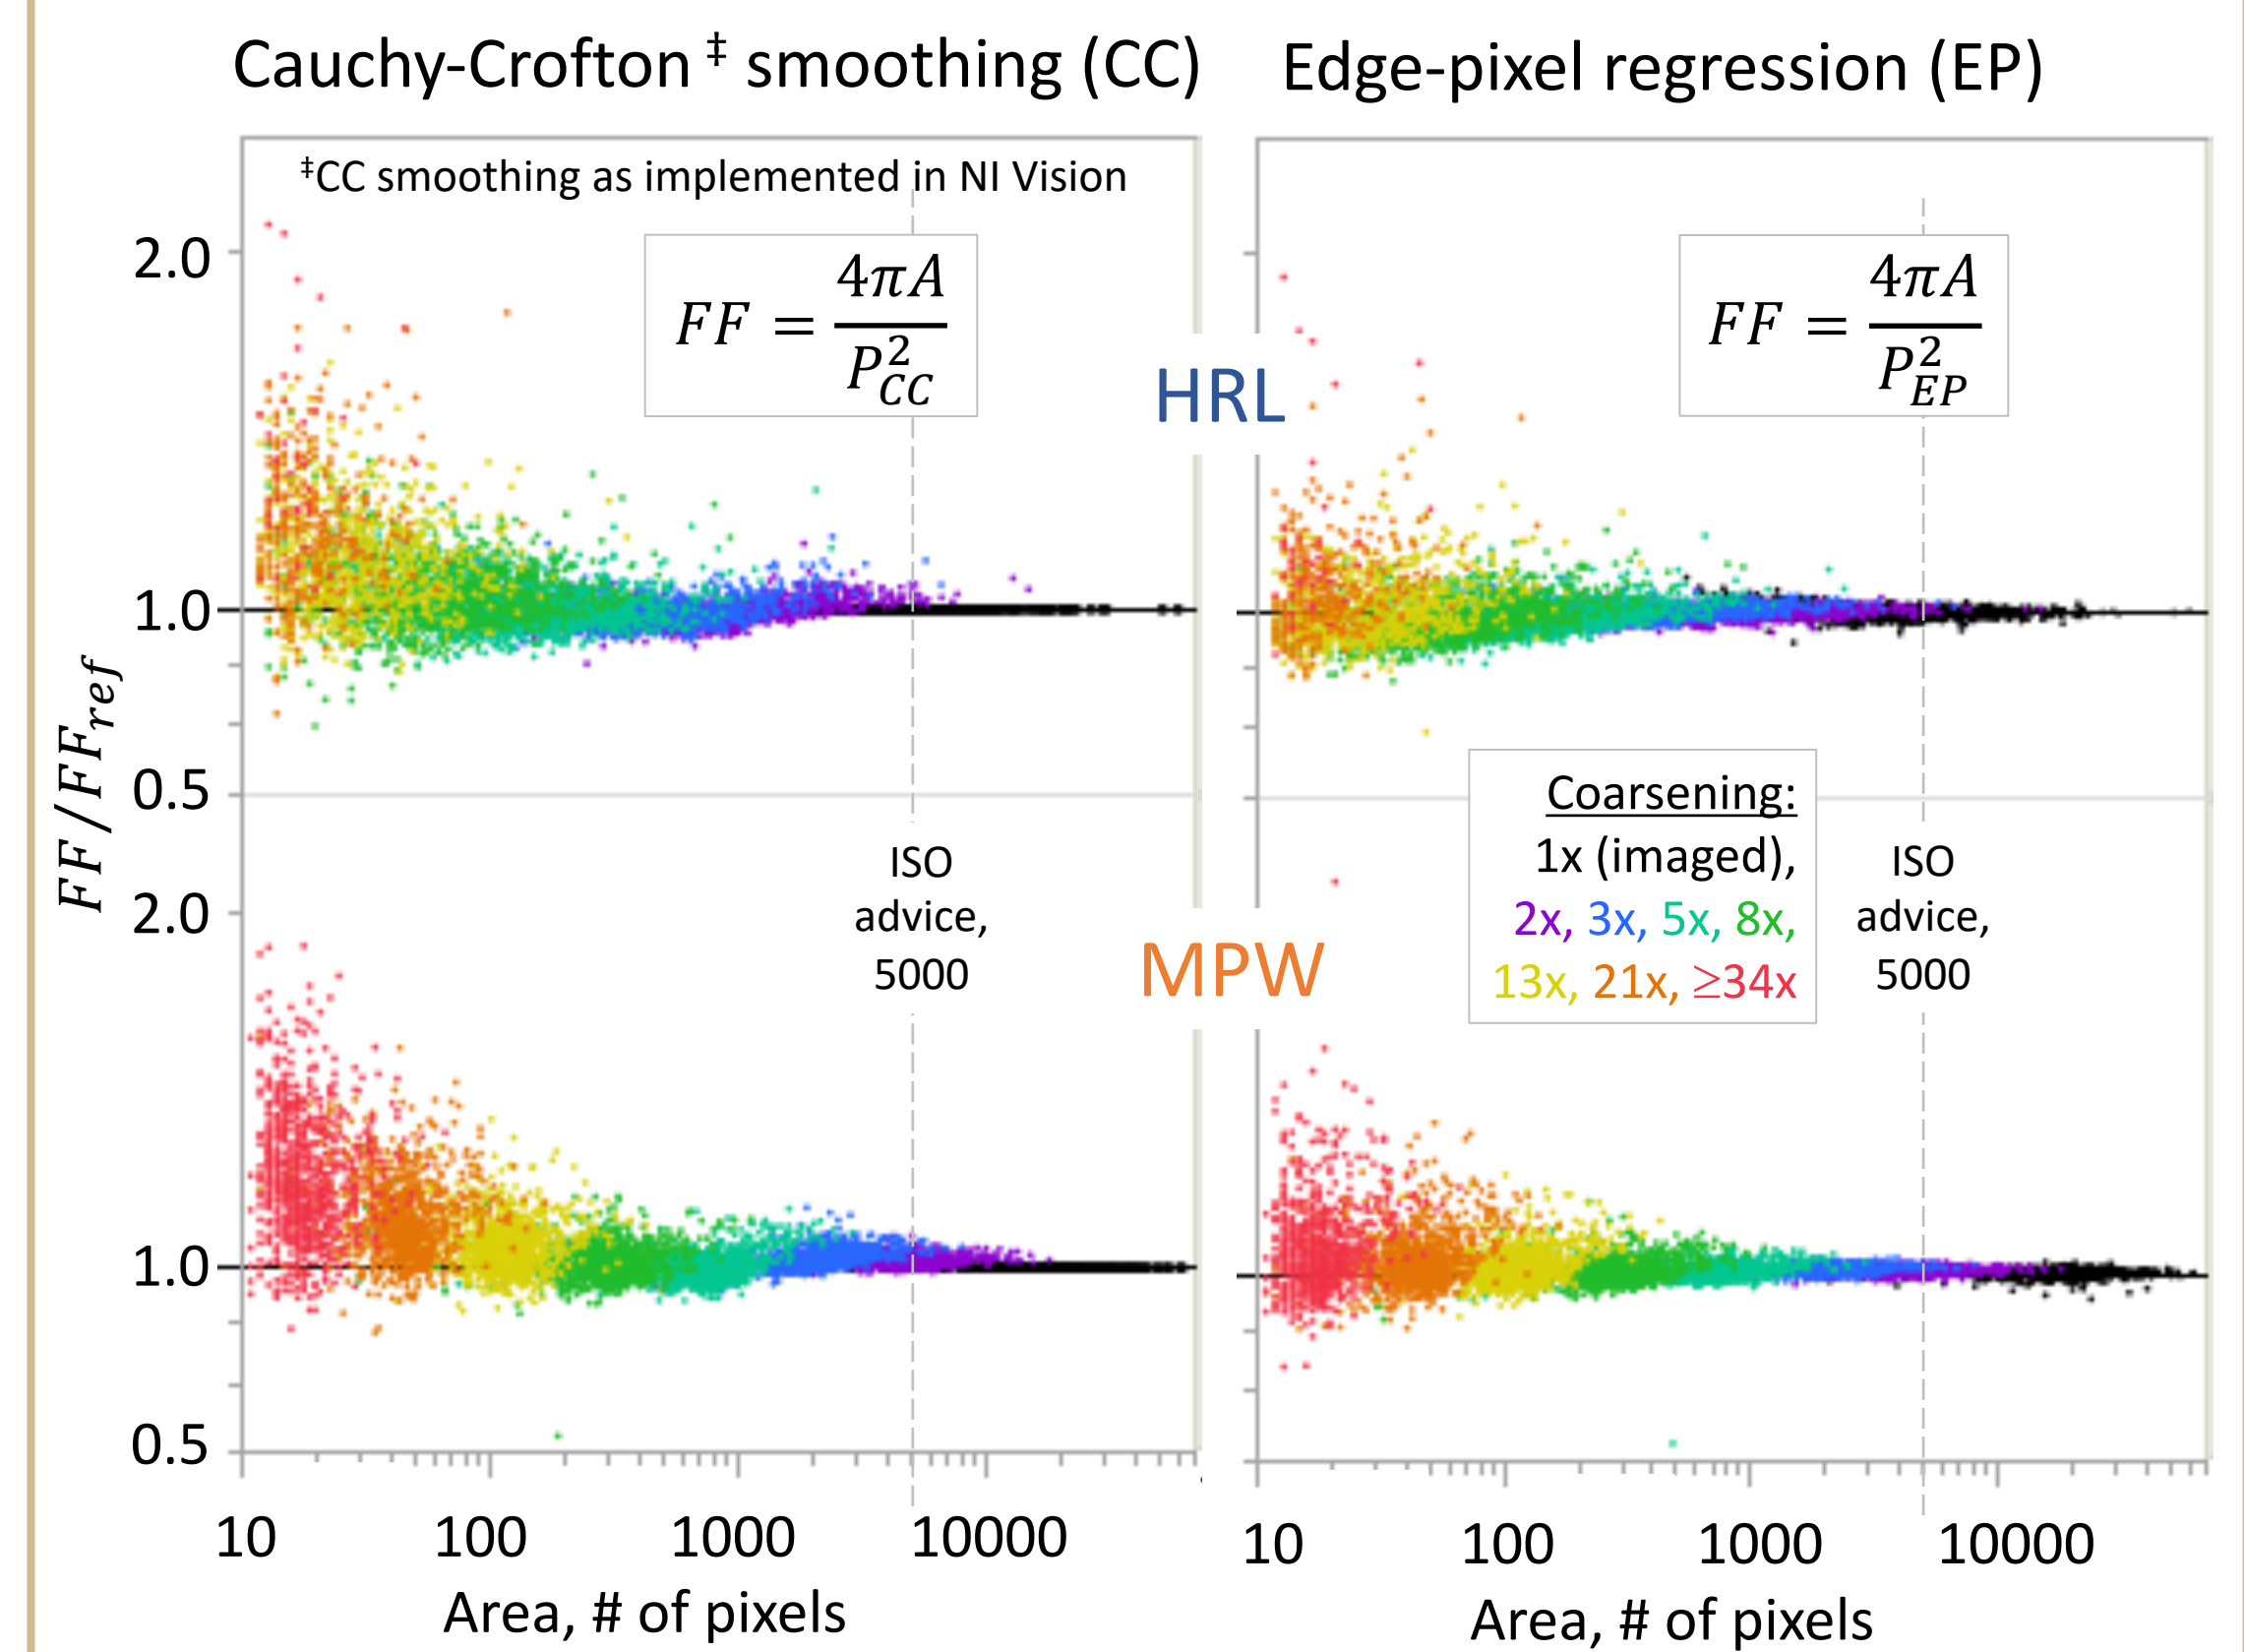 Cauchy-Crofton ‡ smoothing (CC)
‡CC smoothing as implemented in NI Vision
FF = 4πA / P²CC
Edge-pixel regression (EP)
FF = 4πA / P²EP
HRL
MPW
FF/FFref
2.0
1.0
0.5
2.0
1.0
0.5
ISO
advice,
5000
Coarsening:
1x (imaged),
2x, 3x, 5x, 8x,
13x, 21x, ≥34x
ISO
advice,
5000
10 100 1000 10000
Area, # of pixels
10 100 1000 10000
Area, # of pixels